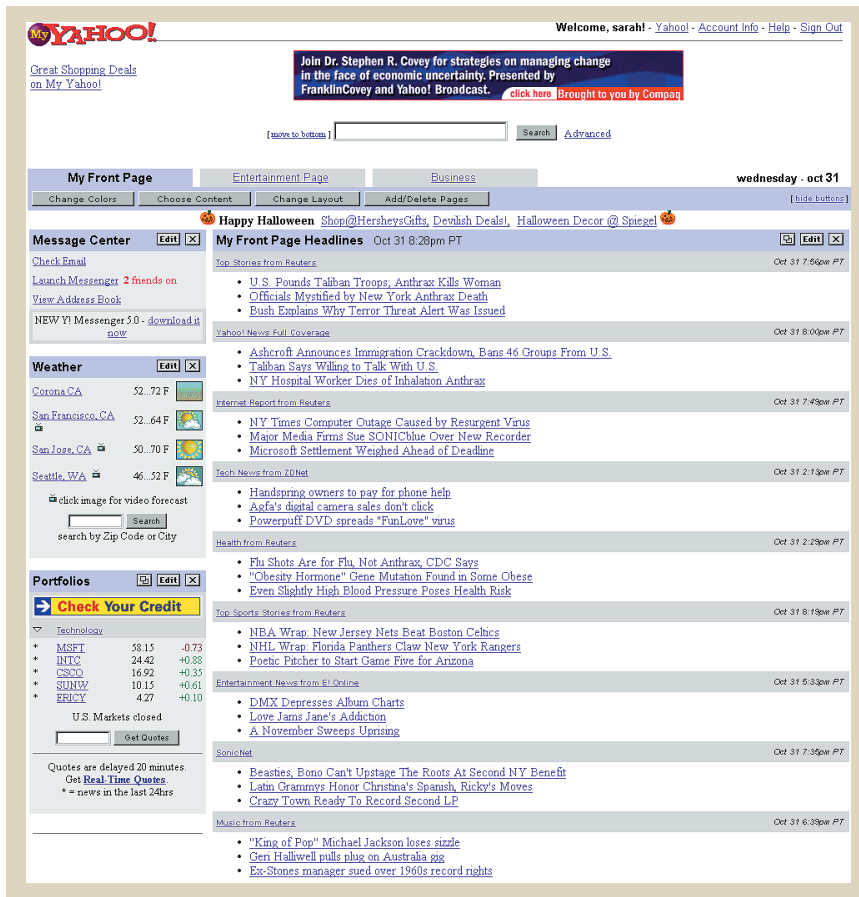 My YAHOO!
Welcome, sarah! - Yahoo! - Account Info - Help - Sign Out
Great Shopping Deals
on My Yahoo!
Join Dr. Stephen R. Covey for strategies on managing change
in the face of economic uncertainty. Presented by
FranklinCovey and Yahoo! Broadcast.
click here Brought to you by Compaq
[ move to bottom ] Search Advanced
My Front Page Entertainment Page Business wednesday - oct 31
Change Colors Choose Content Change Layout Add/Delete Pages [ hide buttons ]
Happy Halloween Shop@HersheysGifts, Devilish Deals!, Halloween Decor @ Spiegel
Message Center Edit X
Check Email
Launch Messenger 2 friends on
View Address Book
NEW Y! Messenger 5.0 - download it
now
Weather Edit X
Corona CA 52...72 F
San Francisco, CA 52...64 F
San Jose, CA 50...70 F
Seattle, WA 46...52 F
click image for video forecast
Search
search by Zip Code or City
Portfolios Edit X
Check Your Credit
Technology
* MSFT 58.15 -0.73
* INTC 24.42 +0.88
* CSCO 16.92 +0.35
* SUNW 10.15 +0.61
* ERICY 4.27 +0.10
U.S. Markets closed
Get Quotes
Quotes are delayed 20 minutes.
Get Real-Time Quotes.
* = news in the last 24hrs
My Front Page Headlines Oct 31 8:28pm PT Edit X
Top Stories from Reuters Oct 31 7:56pm PT
• U.S. Pounds Taliban Troops; Anthrax Kills Woman
• Officials Mystified by New York Anthrax Death
• Bush Explains Why Terror Threat Alert Was Issued
Yahoo! News Full Coverage Oct 31 8:00pm PT
• Ashcroft Announces Immigration Crackdown, Bans 46 Groups From U.S.
• Taliban Says Willing to Talk With U.S.
• NY Hospital Worker Dies of Inhalation Anthrax
Internet Report from Reuters Oct 31 7:49pm PT
• NY Times Computer Outage Caused by Resurgent Virus
• Major Media Firms Sue SONICblue Over New Recorder
• Microsoft Settlement Weighed Ahead of Deadline
Tech News from ZDNet Oct 31 2:13pm PT
• Handspring owners to pay for phone help
• Agfa's digital camera sales don't click
• Powerpuff DVD spreads "FunLove" virus
Health from Reuters Oct 31 2:29pm PT
• Flu Shots Are for Flu, Not Anthrax, CDC Says
• "Obesity Hormone" Gene Mutation Found in Some Obese
• Even Slightly High Blood Pressure Poses Health Risk
Top Sports Stories from Reuters Oct 31 8:19pm PT
• NBA Wrap: New Jersey Nets Beat Boston Celtics
• NHL Wrap: Florida Panthers Claw New York Rangers
• Poetic Pitcher to Start Game Five for Arizona
Entertainment News from E! Online Oct 31 5:33pm PT
• DMX Depresses Album Charts
• Love Jams Jane's Addiction
• A November Sweeps Uprising
SonicNet Oct 31 7:35pm PT
• Beasties, Bono Can't Upstage The Roots At Second NY Benefit
• Latin Grammys Honor Christina's Spanish, Ricky's Moves
• Crazy Town Ready To Record Second LP
Music from Reuters Oct 31 6:39pm PT
• "King of Pop" Michael Jackson loses sizzle
• Geri Halliwell pulls plug on Australia gig
• Ex-Stones manager sued over 1960s record rights